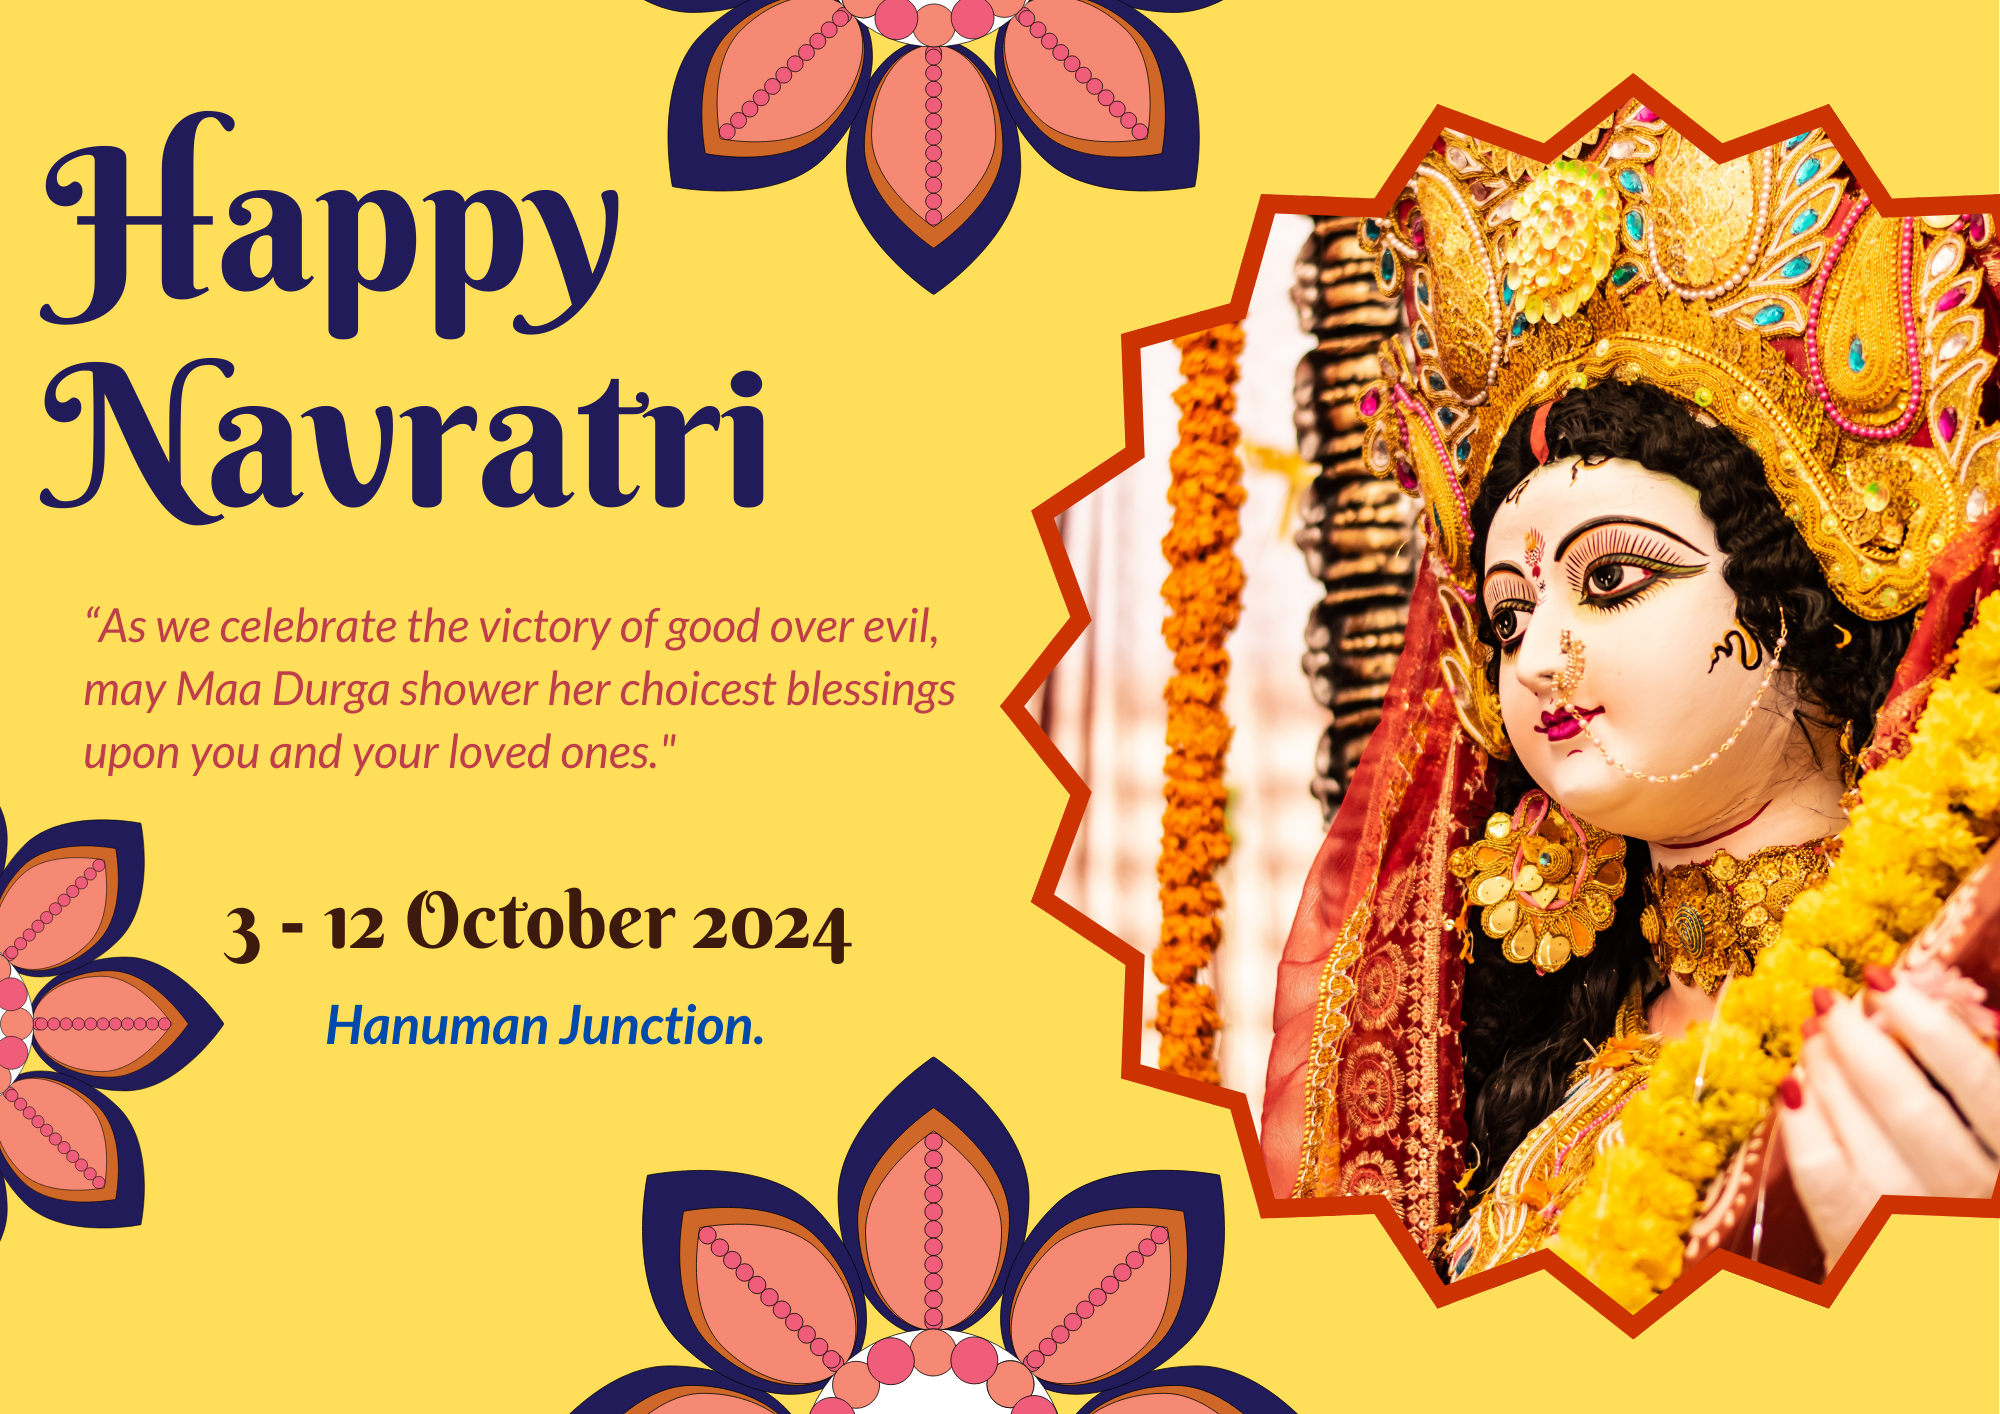 Happy
Navratri
“As we celebrate the victory of good over evil,
may Maa Durga shower her choicest blessings
upon you and your loved ones."
3 - 12 October 2024
Hanuman Junction.